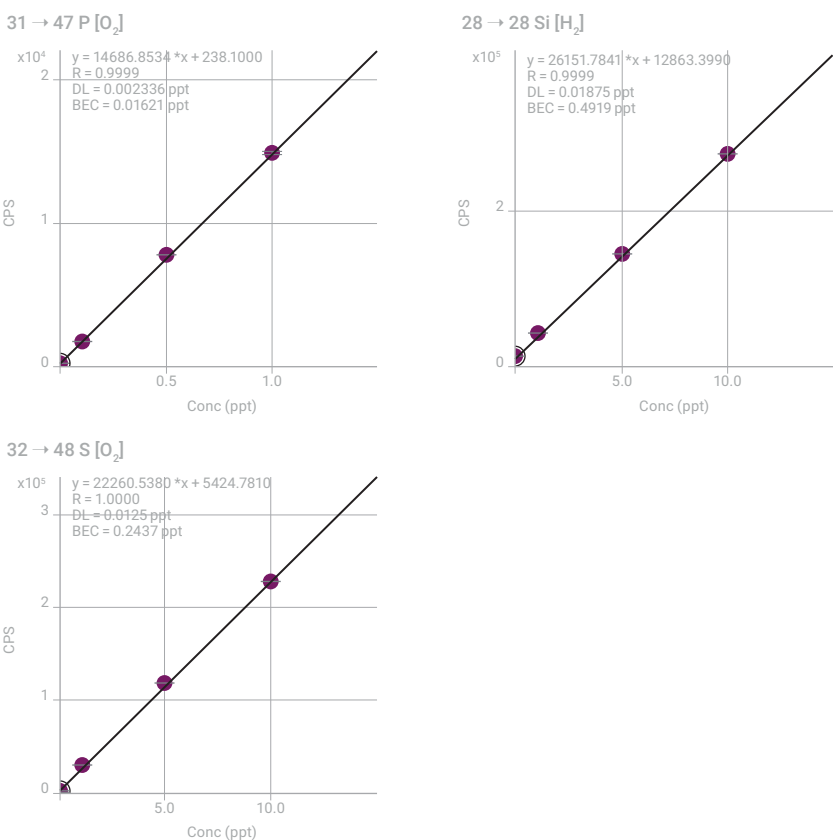 31 → 47 P [O₂]
x10⁴
y = 14686.8534 *x + 238.1000
R = 0.9999
DL = 0.002336 ppt
BEC = 0.01621 ppt
2
1
0
CPS
0.5
1.0
Conc (ppt)
28 → 28 Si [H₂]
x10⁵
y = 26151.7841 *x + 12863.3990
R = 0.9999
DL = 0.01875 ppt
BEC = 0.4919 ppt
2
0
CPS
5.0
10.0
Conc (ppt)
32 → 48 S [O₂]
x10⁵
y = 22260.5380 *x + 5424.7810
R = 1.0000
DL = 0.0125 ppt
BEC = 0.2437 ppt
3
2
1
0
CPS
5.0
10.0
Conc (ppt)